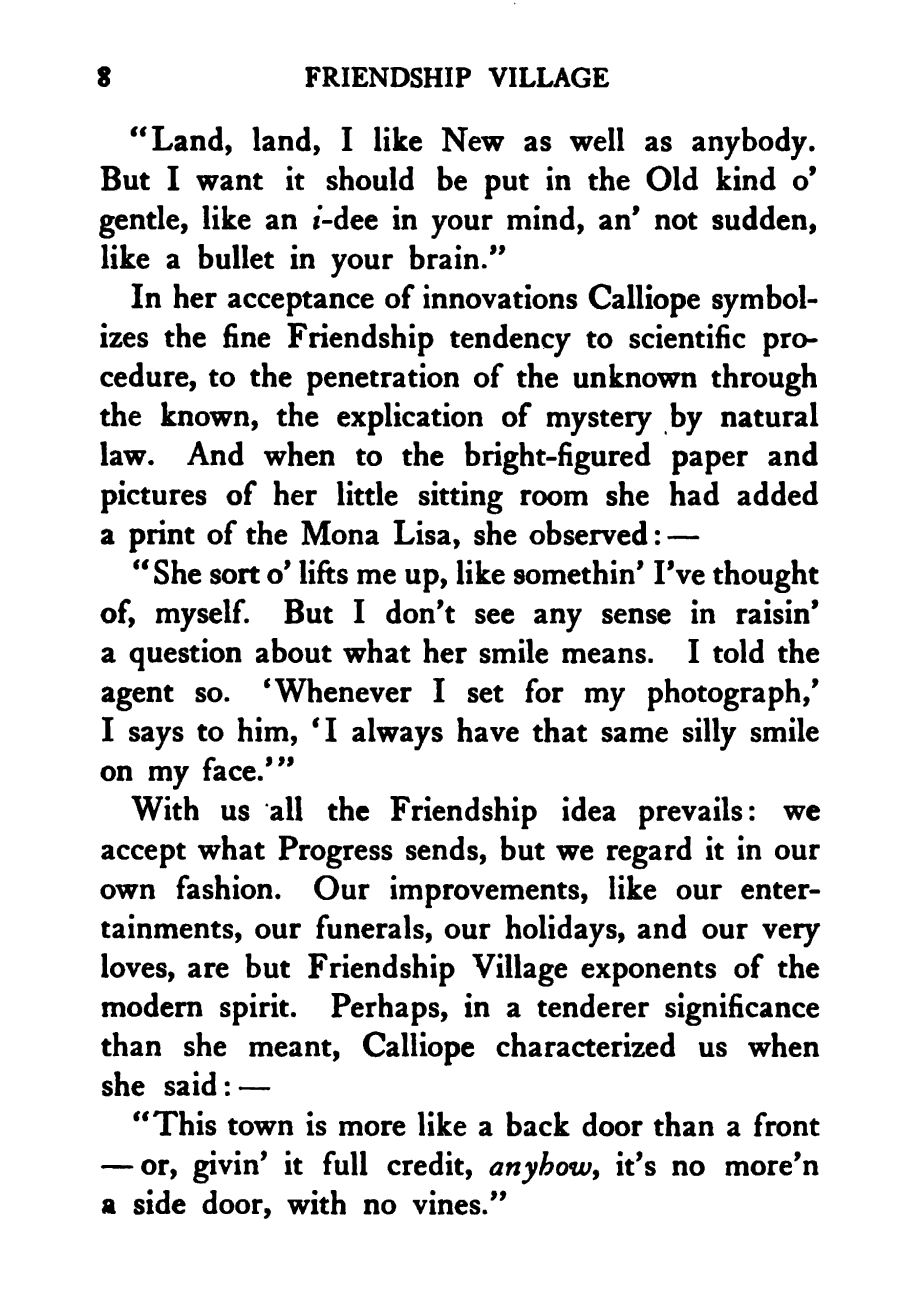 8 FRIENDSHIP VILLAGE
“Land, land, I like New as well as anybody.
But I want it should be put in the Old kind o’
gentle, like an i-dee in your mind, an’ not sudden,
like a bullet in your brain.”
In her acceptance of innovations Calliope symbol-
izes the fine Friendship tendency to scientific pro-
cedure, to the penetration of the unknown through
the known, the explication of mystery by natural
law. And when to the bright-figured paper and
pictures of her little sitting room she had added
a print of the Mona Lisa, she observed: —
“She sort o’ lifts me up, like somethin’ I’ve thought
of, myself. But I don’t see any sense in raisin’
a question about what her smile means. I told the
agent so. ‘Whenever I set for my photograph,’
I says to him, ‘I always have that same silly smile
on my face.’”
With us all the Friendship idea prevails: we
accept what Progress sends, but we regard it in our
own fashion. Our improvements, like our enter-
tainments, our funerals, our holidays, and our very
loves, are but Friendship Village exponents of the
modern spirit. Perhaps, in a tenderer significance
than she meant, Calliope characterized us when
she said: —
“This town is more like a back door than a front
— or, givin’ it full credit, anyhow, it’s no more’n
a side door, with no vines.”